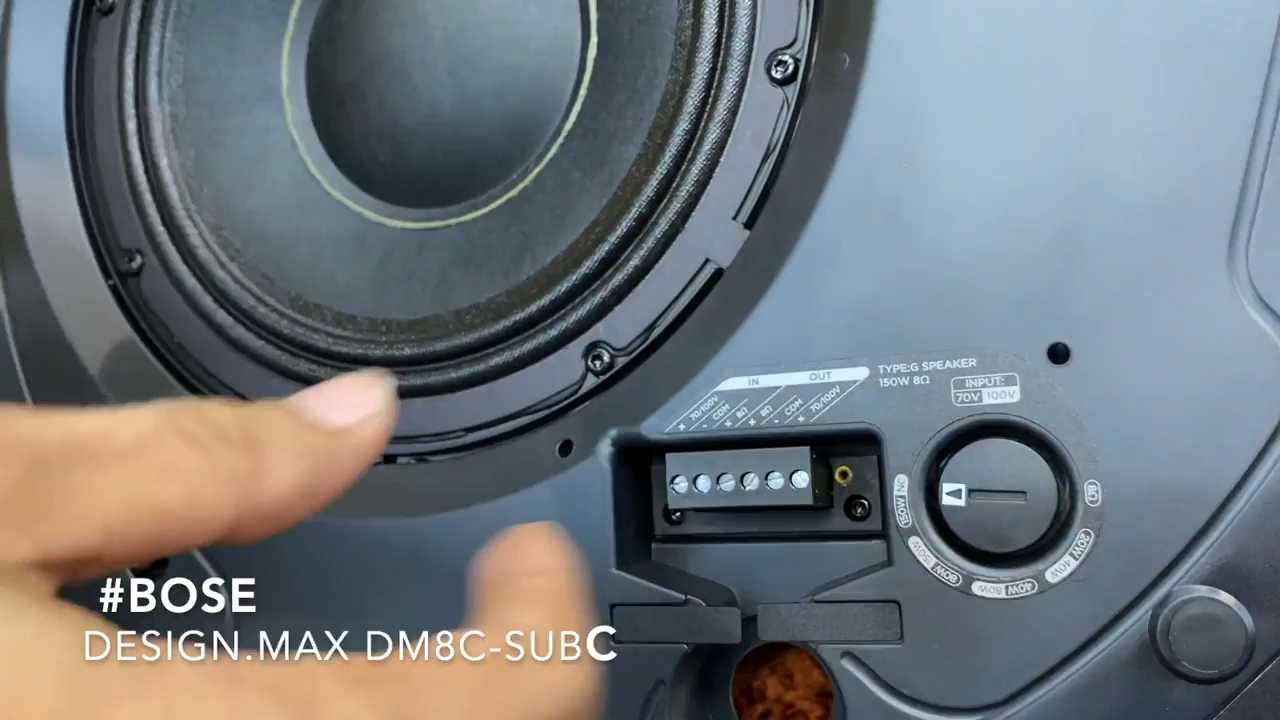 IN OUT
+ 70/100V
- COM
+ 8Ω
+ 8Ω
- COM
+ 70/100V
TYPE:G SPEAKER
150W 8Ω
INPUT:
70V 100V
8Ω
20W 40W
40W 80W
80W 150W
150W NC
#BOSE
DESIGN.MAX DM8C-SUBC